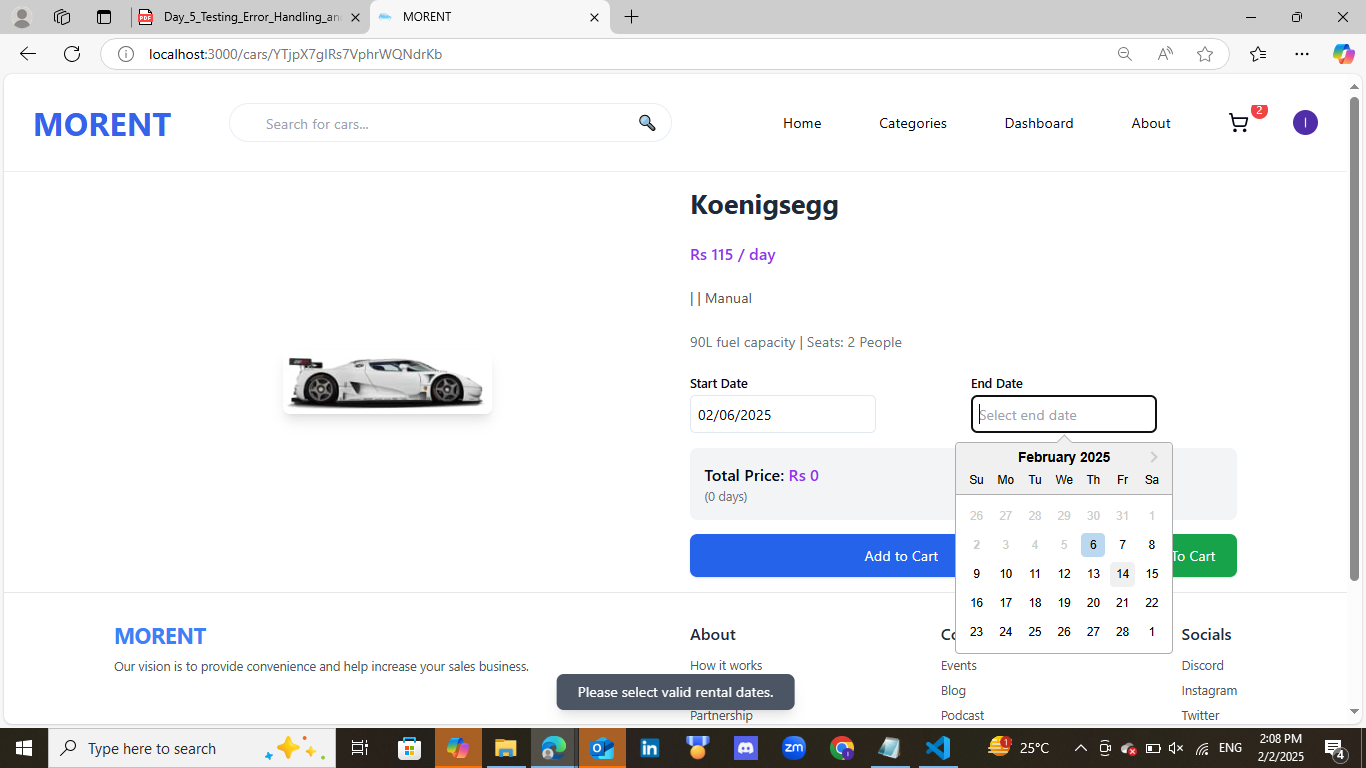 Day_5_Testing_Error_Handling_an
MORENT
localhost:3000/cars/YTjpX7gIRs7VphrWQNdrKb
MORENT
Search for cars...
Home
Categories
Dashboard
About
2
I
Koenigsegg
Rs 115 / day
| | Manual
90L fuel capacity | Seats: 2 People
Start Date
End Date
02/06/2025
Select end date
Total Price: Rs 0
(0 days)
Add to Cart
To Cart
February 2025
Su Mo Tu We Th Fr Sa
26 27 28 29 30 31 1
2 3 4 5 6 7 8
9 10 11 12 13 14 15
16 17 18 19 20 21 22
23 24 25 26 27 28 1
MORENT
Our vision is to provide convenience and help increase your sales business.
About
How it works
Partnership
Events
Blog
Podcast
Socials
Discord
Instagram
Twitter
Please select valid rental dates.
Type here to search
25°C
ENG
2:08 PM
2/2/2025
4